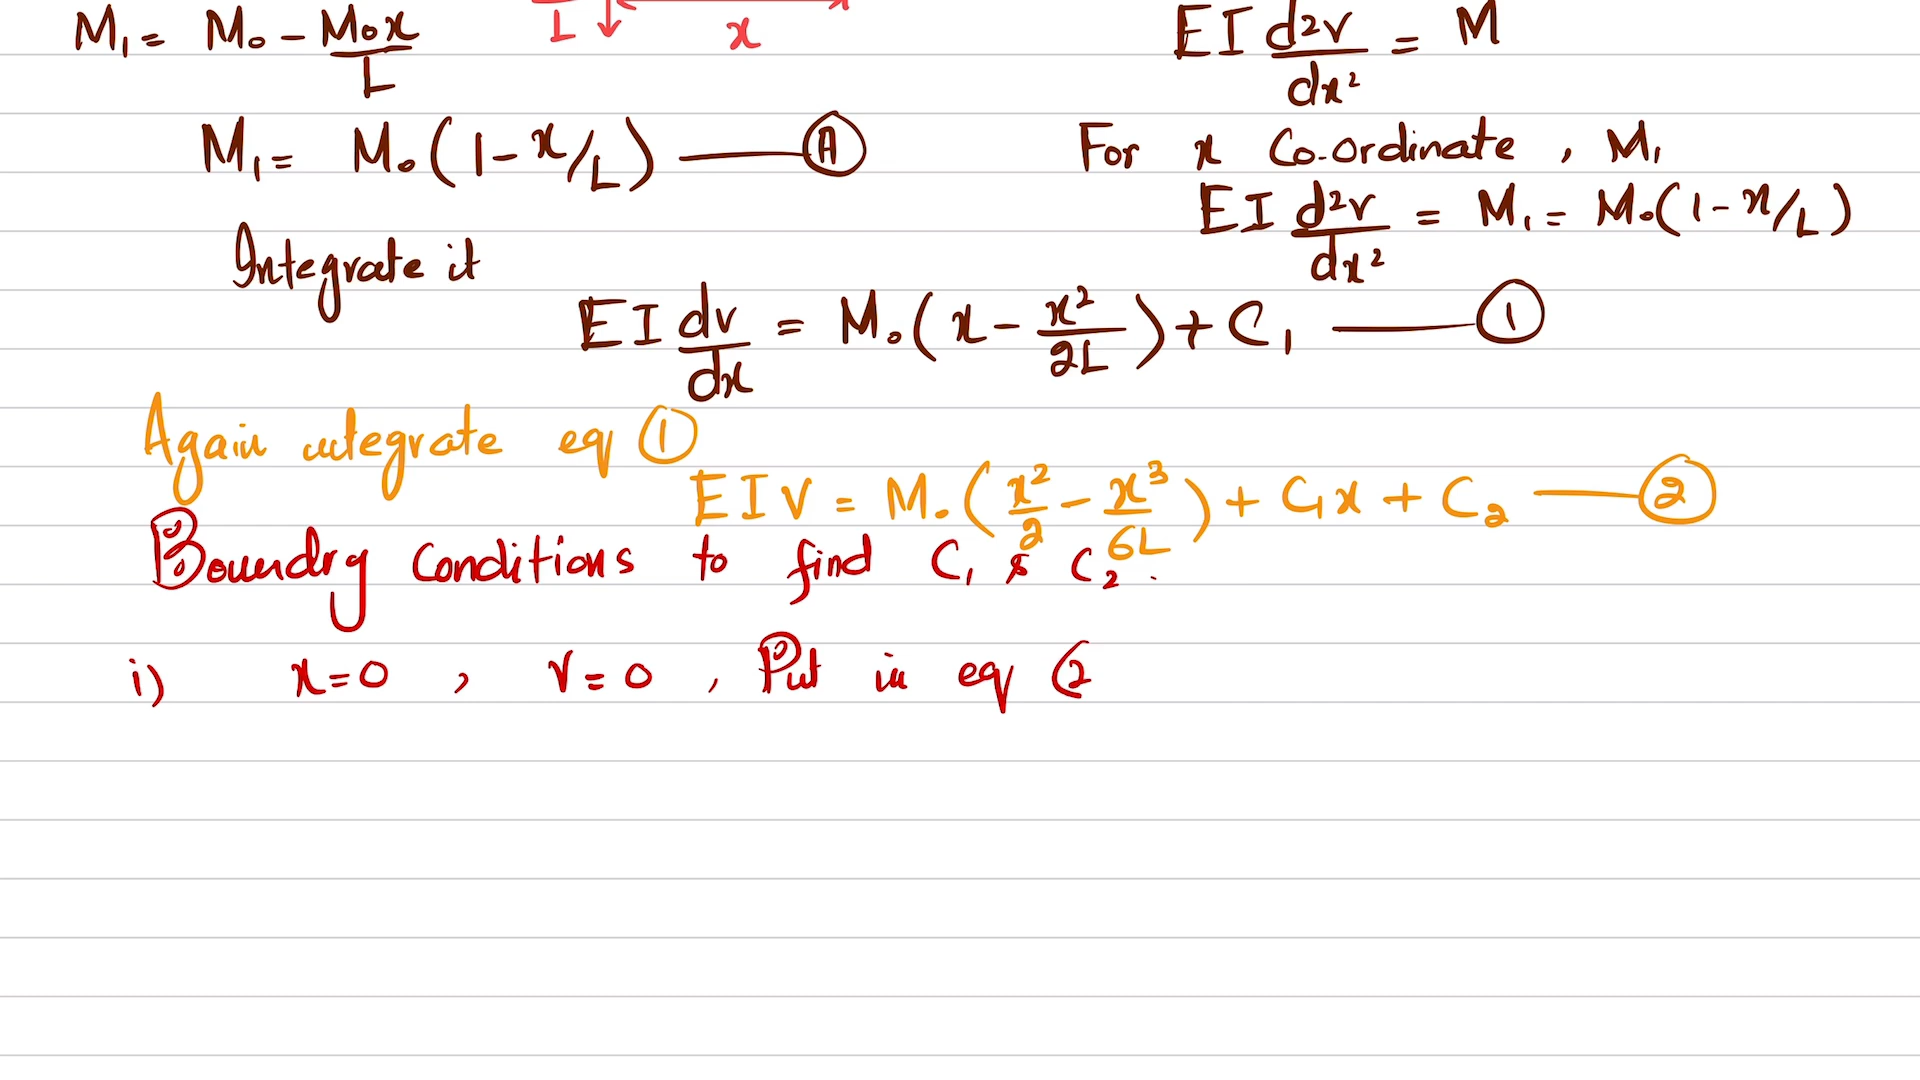 M₁ = M₀ - M₀x/L
L x
EI d²v/dx² = M
M₁ = M₀(1 - x/L) —— Ⓐ
For x Co-ordinate , M₁
EI d²v/dx² = M₁ = M₀(1 - x/L)
Integrate it
EI dv/dx = M₀(x - x²/2L) + C₁ —— ①
Again integrate eq ①
EIV = M₀(x²/2 - x³/6L) + C₁x + C₂ —— ②
Boundry Conditions to find C₁ & C₂.
i) x=0 , v=0 , Put in eq (2